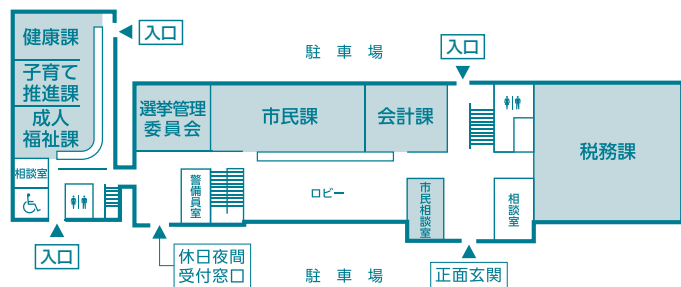 健康課
入口
子育て
推進課
成人
福祉課
相談室
入口
駐車場
入口
選挙管理
委員会
市民課
会計課
税務課
警備員室
ロビー
市民相談室
相談室
休日夜間
受付窓口
駐車場
正面玄関